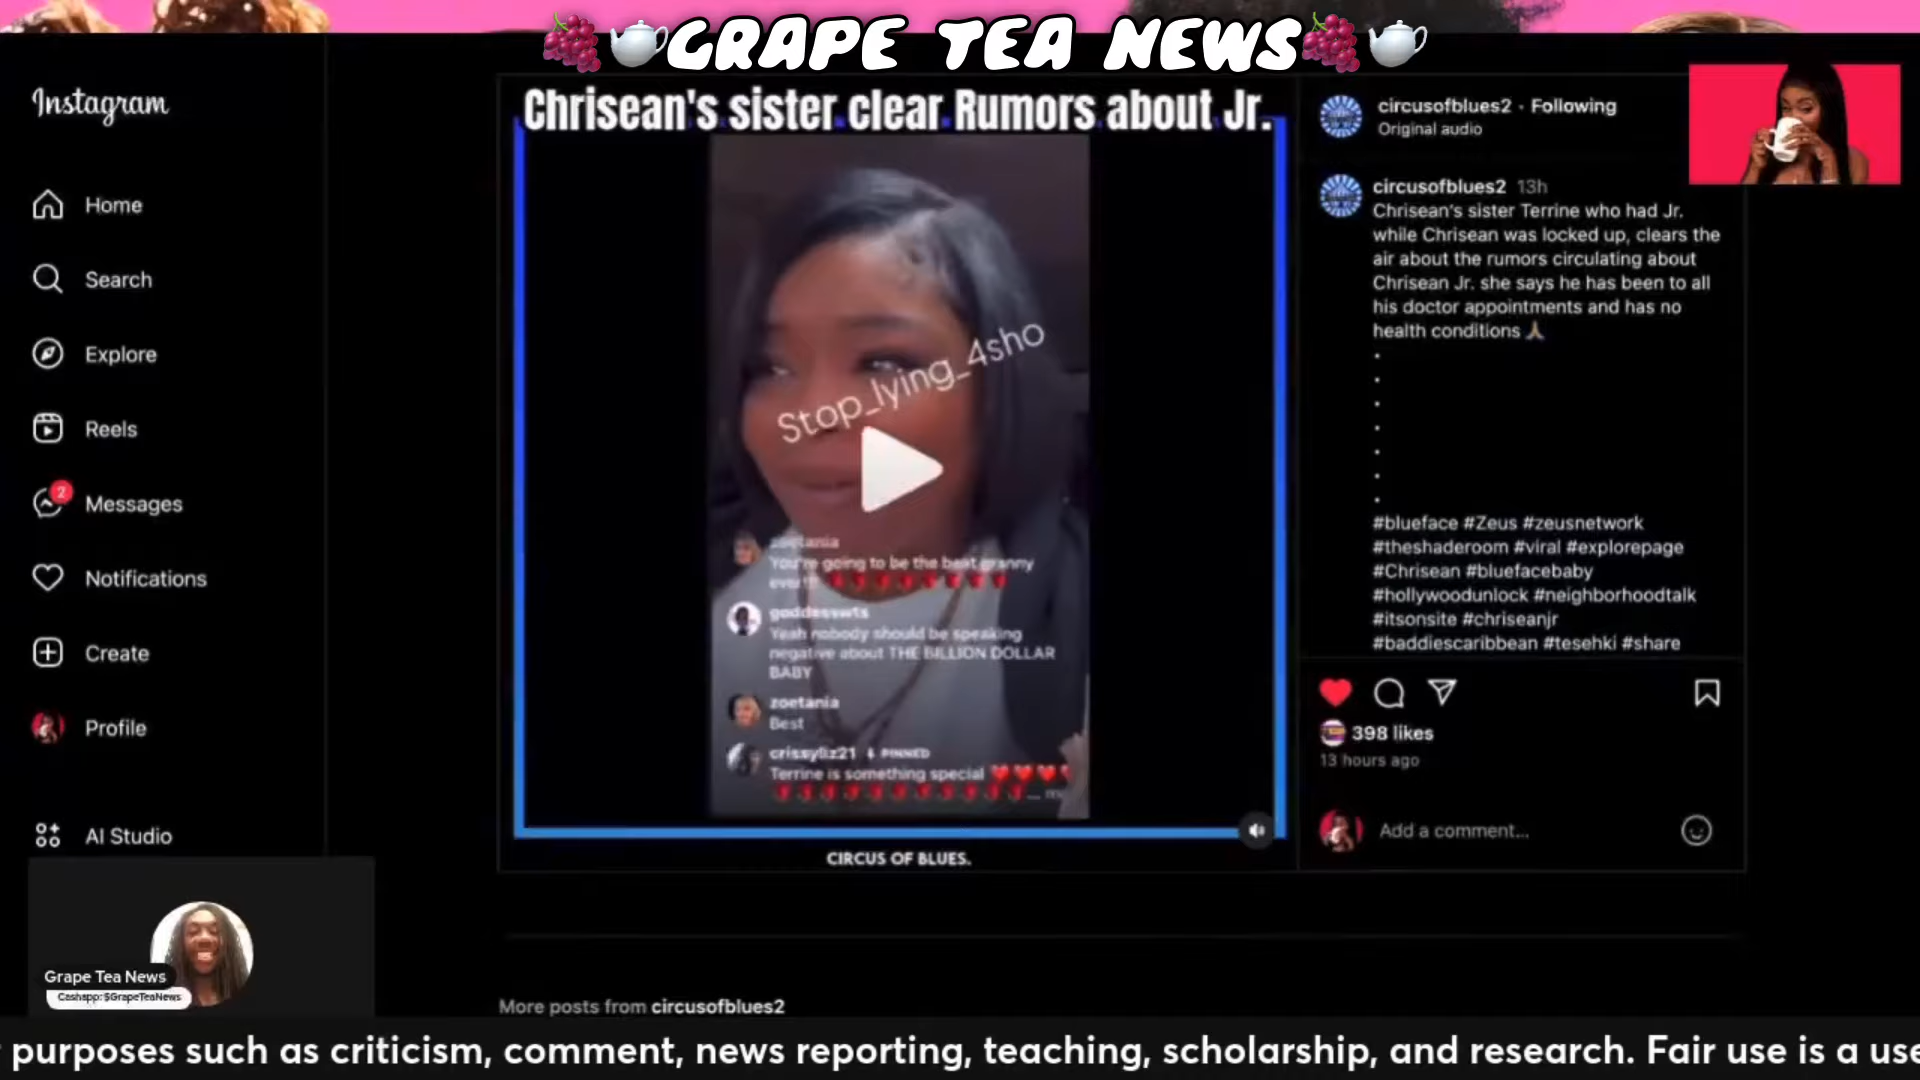 GRAPE TEA NEWS
Instagram
Home
Search
Explore
Reels
2
Messages
Notifications
Create
Profile
AI Studio
Grape Tea News
Cashapp: $GrapeTeaNews
Chrisean's sister clear Rumors about Jr.
Stop_lying_4sho
zoetania
You're going to be the best granny
ever!!!
goddesswts
Yeah nobody should be speaking
negative about THE BILLION DOLLAR
BABY
zoetania
Best
crissyliz21 PINNED
Terrine is something special
CIRCUS OF BLUES.
circusofblues2 • Following
Original audio
circusofblues2 13h
Chrisean's sister Terrine who had Jr.
while Chrisean was locked up, clears the
air about the rumors circulating about
Chrisean Jr. she says he has been to all
his doctor appointments and has no
health conditions 🙏🏾
.
.
.
.
.
.
.
#blueface #Zeus #zeusnetwork
#theshaderoom #viral #explorepage
#Chrisean #bluefacebaby
#hollywoodunlock #neighborhoodtalk
#itsonsite #chriseanjr
#baddiescaribbean #tesehki #share
398 likes
13 hours ago
Add a comment...
More posts from circusofblues2
purposes such as criticism, comment, news reporting, teaching, scholarship, and research. Fair use is a use